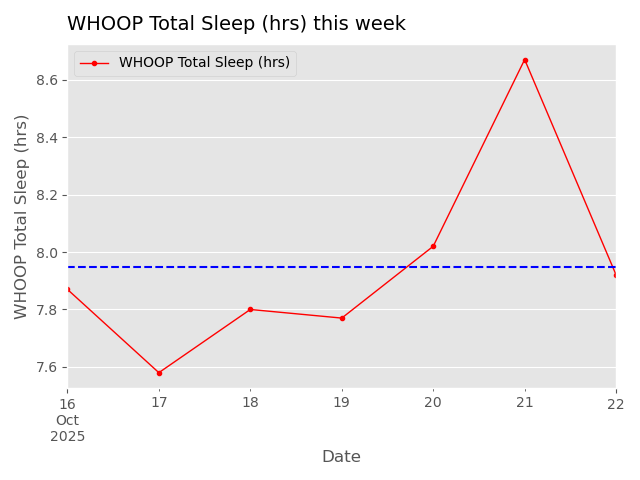 WHOOP Total Sleep (hrs) this week
WHOOP Total Sleep (hrs)
WHOOP Total Sleep (hrs)
8.6
8.4
8.2
8.0
7.8
7.6
16 17 18 19 20 21 22
Oct
2025
Date